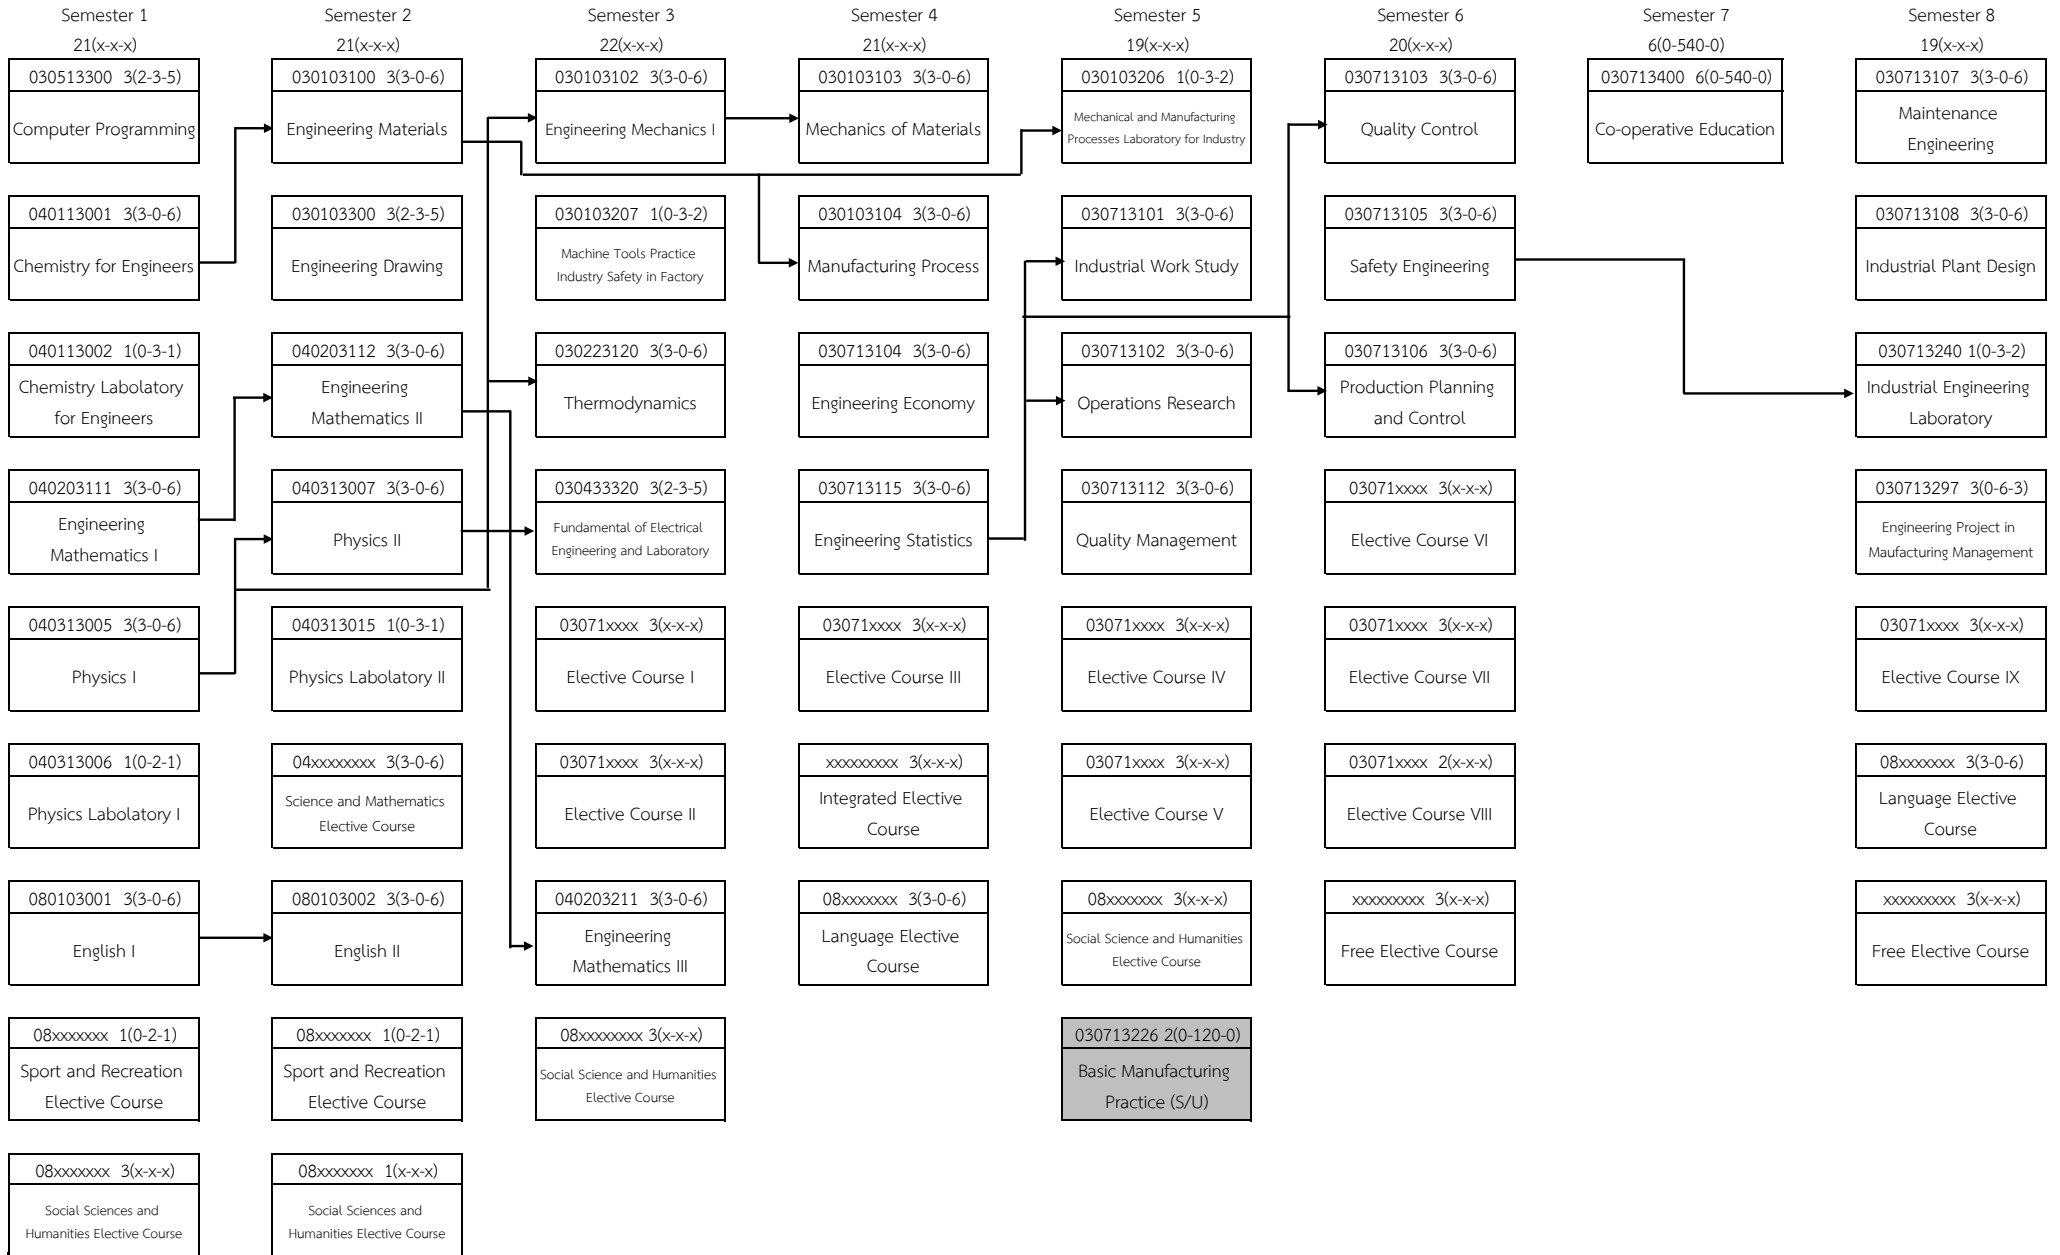 Semester 1
21(x-x-x)
030513300 3(2-3-5)
Computer Programming
040113001 3(3-0-6)
Chemistry for Engineers
040113002 1(0-3-1)
Chemistry Labolatory
for Engineers
040203111 3(3-0-6)
Engineering
Mathematics I
040313005 3(3-0-6)
Physics I
040313006 1(0-2-1)
Physics Labolatory I
080103001 3(3-0-6)
English I
08xxxxxxx 1(0-2-1)
Sport and Recreation
Elective Course
08xxxxxxx 3(x-x-x)
Social Sciences and
Humanities Elective Course
Semester 2
21(x-x-x)
030103100 3(3-0-6)
Engineering Materials
030103300 3(2-3-5)
Engineering Drawing
040203112 3(3-0-6)
Engineering
Mathematics II
040313007 3(3-0-6)
Physics II
040313015 1(0-3-1)
Physics Labolatory II
04xxxxxxxx 3(3-0-6)
Science and Mathematics
Elective Course
080103002 3(3-0-6)
English II
08xxxxxxx 1(0-2-1)
Sport and Recreation
Elective Course
08xxxxxxx 1(x-x-x)
Social Sciences and
Humanities Elective Course
Semester 3
22(x-x-x)
030103102 3(3-0-6)
Engineering Mechanics I
030103207 1(0-3-2)
Machine Tools Practice
Industry Safety in Factory
030223120 3(3-0-6)
Thermodynamics
030433320 3(2-3-5)
Fundamental of Electrical
Engineering and Laboratory
03071xxxx 3(x-x-x)
Elective Course I
03071xxxx 3(x-x-x)
Elective Course II
040203211 3(3-0-6)
Engineering
Mathematics III
08xxxxxxxx 3(x-x-x)
Social Science and Humanities
Elective Course
Semester 4
21(x-x-x)
030103103 3(3-0-6)
Mechanics of Materials
030103104 3(3-0-6)
Manufacturing Process
030713104 3(3-0-6)
Engineering Economy
030713115 3(3-0-6)
Engineering Statistics
03071xxxx 3(x-x-x)
Elective Course III
xxxxxxxxx 3(x-x-x)
Integrated Elective
Course
08xxxxxxx 3(3-0-6)
Language Elective
Course
Semester 5
19(x-x-x)
030103206 1(0-3-2)
Mechanical and Manufacturing
Processes Laboratory for Industry
030713101 3(3-0-6)
Industrial Work Study
030713102 3(3-0-6)
Operations Research
030713112 3(3-0-6)
Quality Management
03071xxxx 3(x-x-x)
Elective Course IV
03071xxxx 3(x-x-x)
Elective Course V
08xxxxxxx 3(x-x-x)
Social Science and Humanities
Elective Course
030713226 2(0-120-0)
Basic Manufacturing
Practice (S/U)
Semester 6
20(x-x-x)
030713103 3(3-0-6)
Quality Control
030713105 3(3-0-6)
Safety Engineering
030713106 3(3-0-6)
Production Planning
and Control
03071xxxx 3(x-x-x)
Elective Course VI
03071xxxx 3(x-x-x)
Elective Course VII
03071xxxx 2(x-x-x)
Elective Course VIII
xxxxxxxxx 3(x-x-x)
Free Elective Course
Semester 7
6(0-540-0)
030713400 6(0-540-0)
Co-operative Education
Semester 8
19(x-x-x)
030713107 3(3-0-6)
Maintenance
Engineering
030713108 3(3-0-6)
Industrial Plant Design
030713240 1(0-3-2)
Industrial Engineering
Laboratory
030713297 3(0-6-3)
Engineering Project in
Maufacturing Management
03071xxxx 3(x-x-x)
Elective Course IX
08xxxxxxx 3(3-0-6)
Language Elective
Course
xxxxxxxxx 3(x-x-x)
Free Elective Course